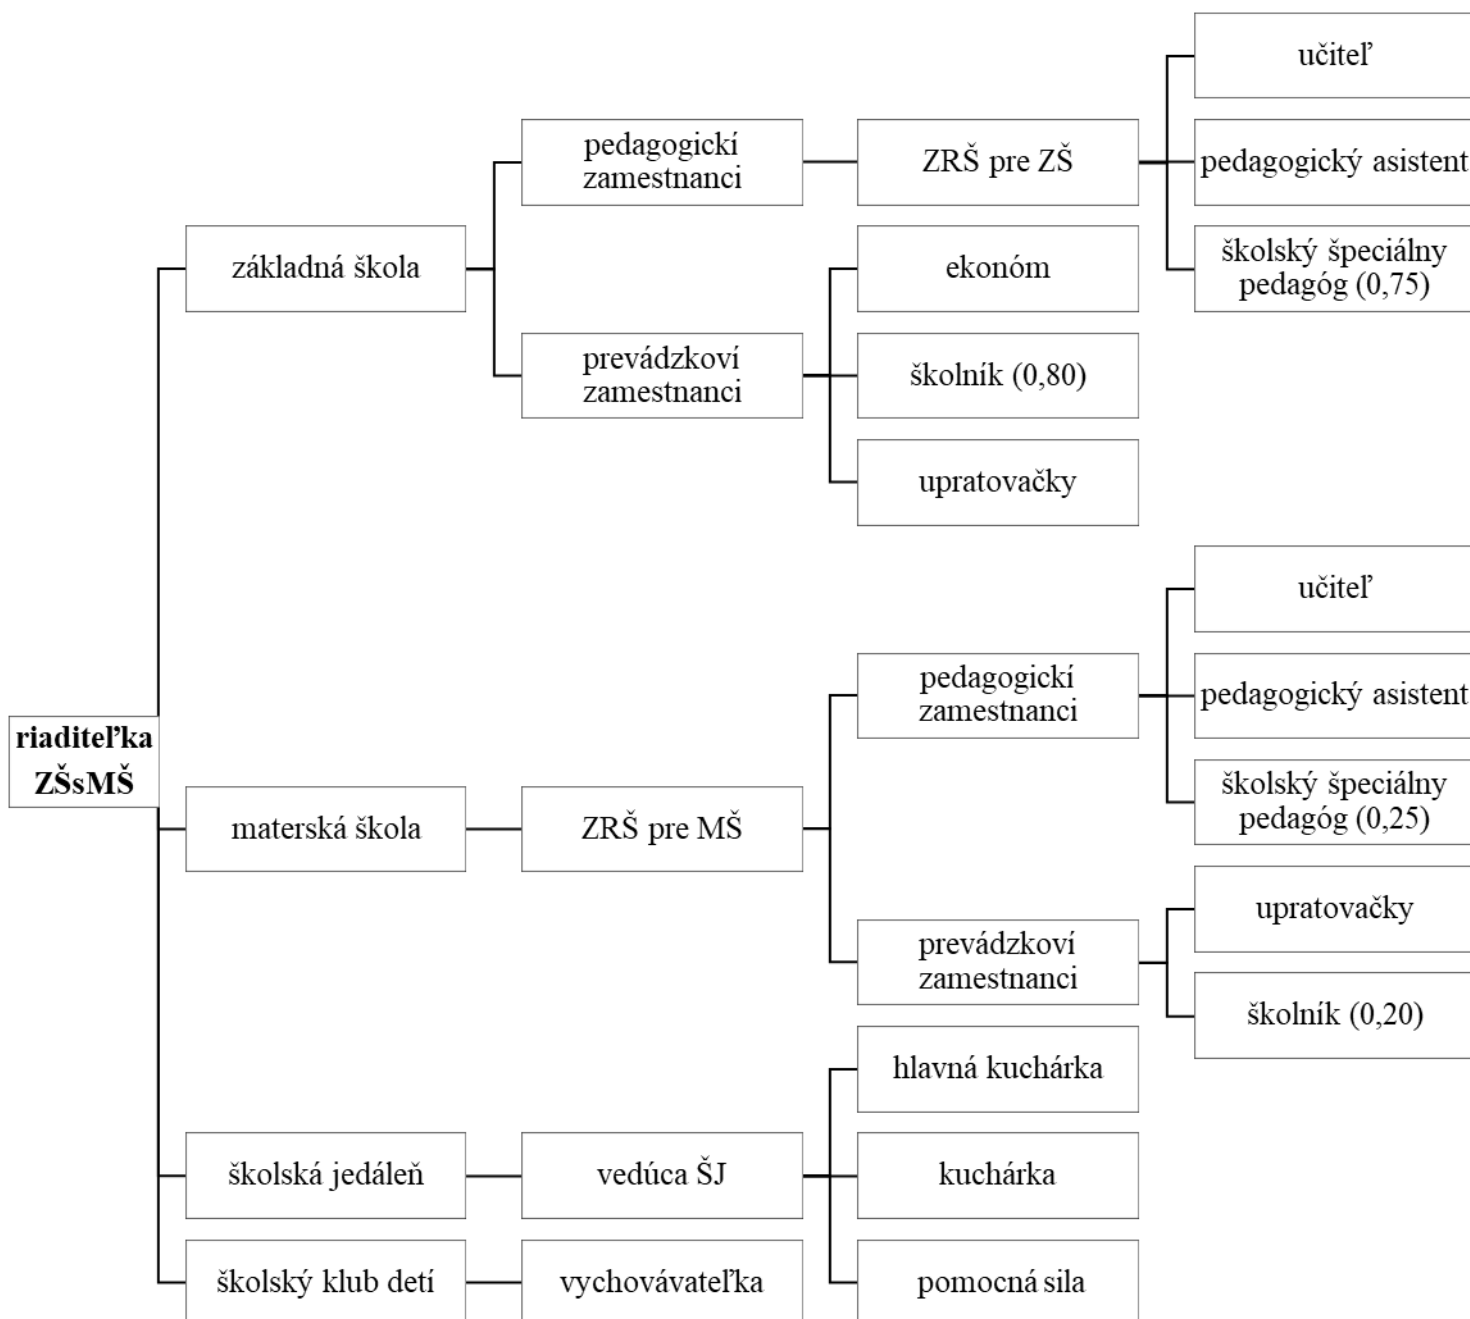 riaditeľka
ZŠsMŠ
základná škola
pedagogickí
zamestnanci
ZRŠ pre ZŠ
učiteľ
pedagogický asistent
školský špeciálny
pedagóg (0,75)
prevádzkoví
zamestnanci
ekonóm
školník (0,80)
upratovačky
materská škola
ZRŠ pre MŠ
pedagogickí
zamestnanci
učiteľ
pedagogický asistent
školský špeciálny
pedagóg (0,25)
prevádzkoví
zamestnanci
upratovačky
školník (0,20)
školská jedáleň
vedúca ŠJ
hlavná kuchárka
kuchárka
pomocná sila
školský klub detí
vychovávateľka